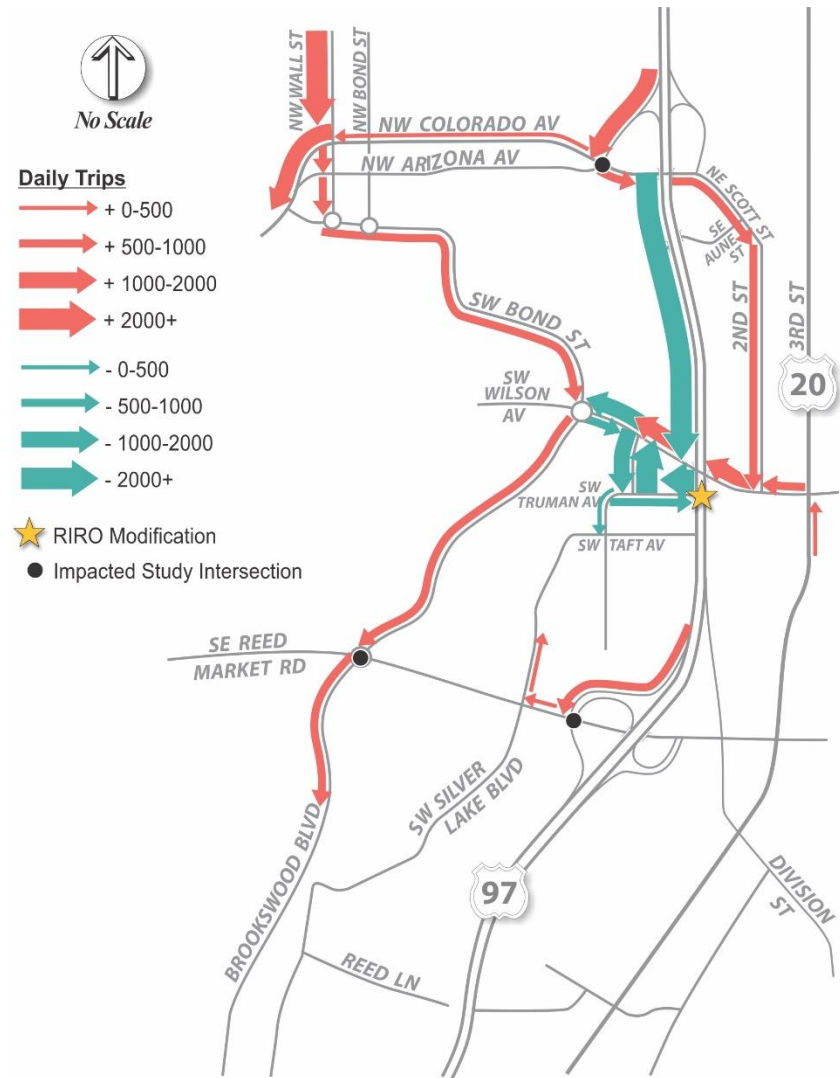 No Scale
Daily Trips
+ 0-500
+ 500-1000
+ 1000-2000
+ 2000+
- 0-500
- 500-1000
- 1000-2000
- 2000+
RIRO Modification
Impacted Study Intersection
NW WALL ST
NW BOND ST
NW COLORADO AV
NW ARIZONA AV
NE SCOTT ST
SE
AUNE
ST
2ND ST
3RD ST
20
SW BOND ST
SW
WILSON
AV
SW
TRUMAN AV
SW TAFT AV
SE REED
MARKET RD
SW SILVER
LAKE BLVD
BROOKSWOOD BLVD
97
DIVISION
ST
REED LN